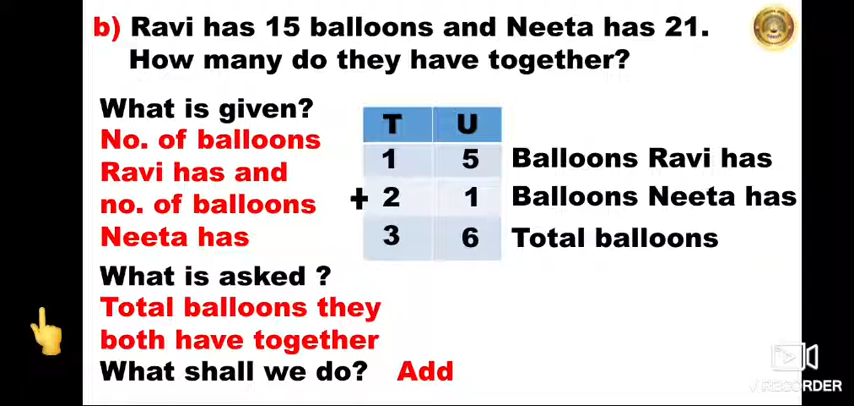 b) Ravi has 15 balloons and Neeta has 21.
How many do they have together?
What is given?
No. of balloons
Ravi has and
no. of balloons
Neeta has
T U
1 5 Balloons Ravi has
+ 2 1 Balloons Neeta has
3 6 Total balloons
What is asked ?
Total balloons they
both have together
What shall we do? Add
RECORDER